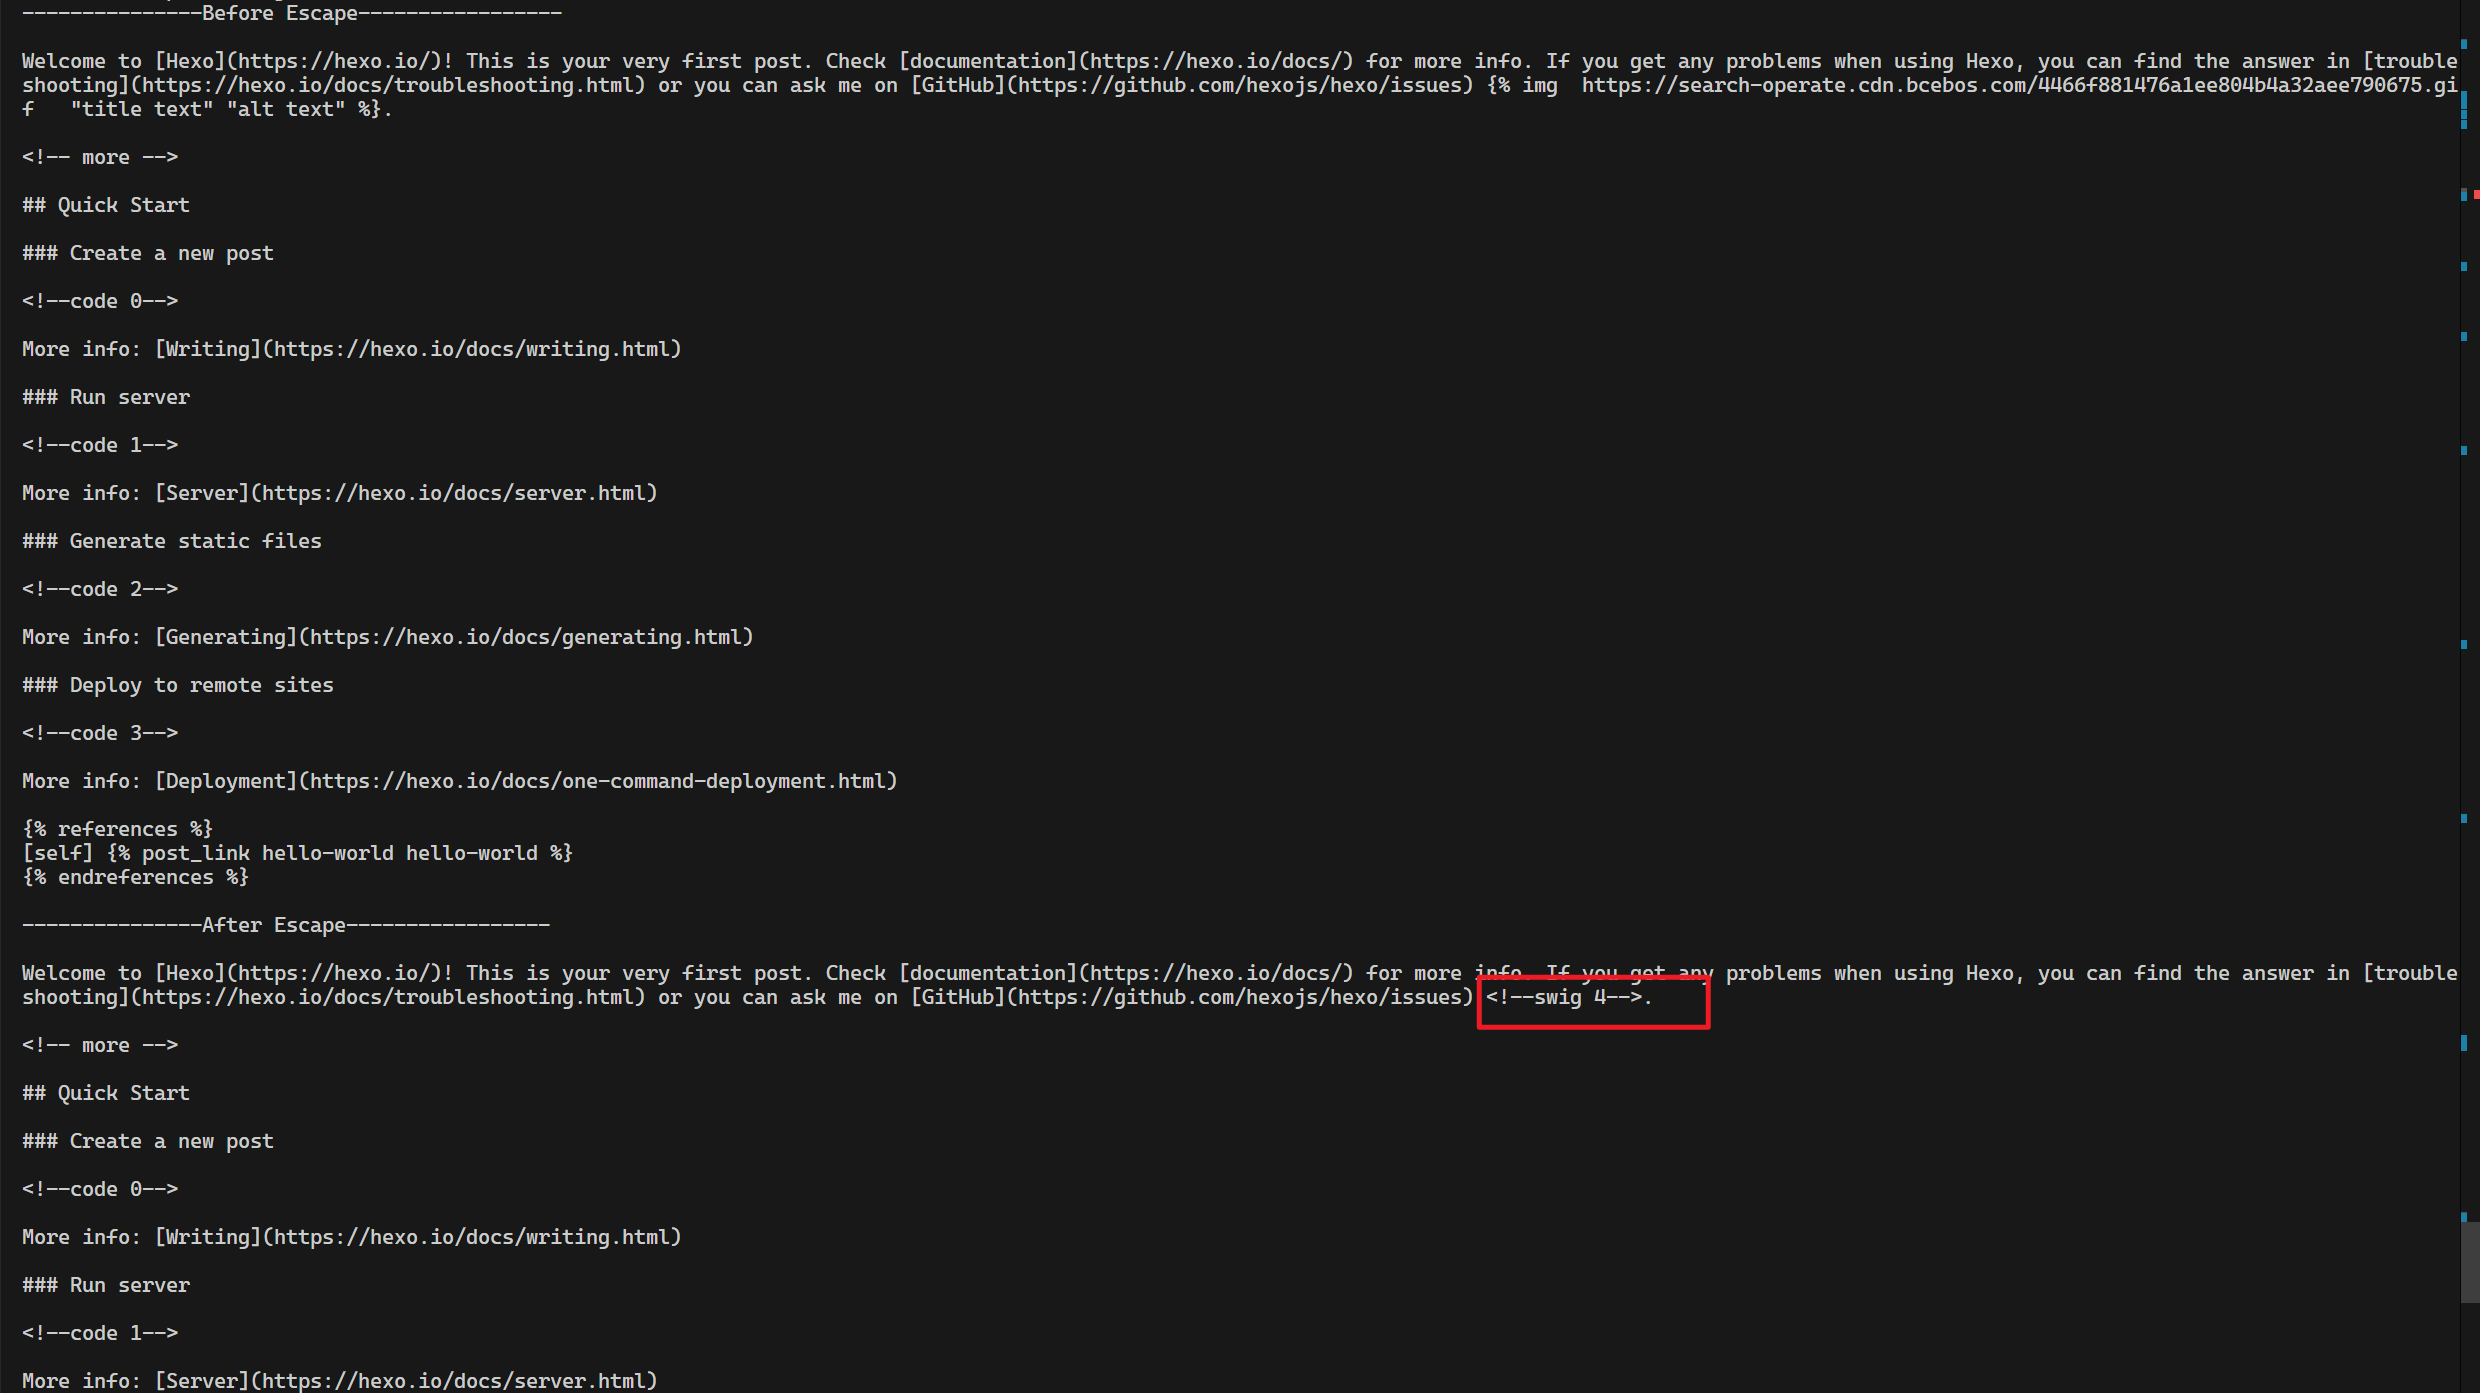 ---------------Before Escape-----------------
Welcome to [Hexo](https://hexo.io/)! This is your very first post. Check [documentation](https://hexo.io/docs/) for more info. If you get any problems when using Hexo, you can find the answer in [trouble
shooting](https://hexo.io/docs/troubleshooting.html) or you can ask me on [GitHub](https://github.com/hexojs/hexo/issues) {% img  https://search-operate.cdn.bcebos.com/4466f881476a1ee804b4a32aee790675.gi
f   "title text" "alt text" %}.
<!-- more -->
## Quick Start
### Create a new post
<!--code 0-->
More info: [Writing](https://hexo.io/docs/writing.html)
### Run server
<!--code 1-->
More info: [Server](https://hexo.io/docs/server.html)
### Generate static files
<!--code 2-->
More info: [Generating](https://hexo.io/docs/generating.html)
### Deploy to remote sites
<!--code 3-->
More info: [Deployment](https://hexo.io/docs/one-command-deployment.html)
{% references %}
[self] {% post_link hello-world hello-world %}
{% endreferences %}
---------------After Escape-----------------
Welcome to [Hexo](https://hexo.io/)! This is your very first post. Check [documentation](https://hexo.io/docs/) for more info. If you get any problems when using Hexo, you can find the answer in [trouble
shooting](https://hexo.io/docs/troubleshooting.html) or you can ask me on [GitHub](https://github.com/hexojs/hexo/issues) <!--swig 4-->.
<!-- more -->
## Quick Start
### Create a new post
<!--code 0-->
More info: [Writing](https://hexo.io/docs/writing.html)
### Run server
<!--code 1-->
More info: [Server](https://hexo.io/docs/server.html)